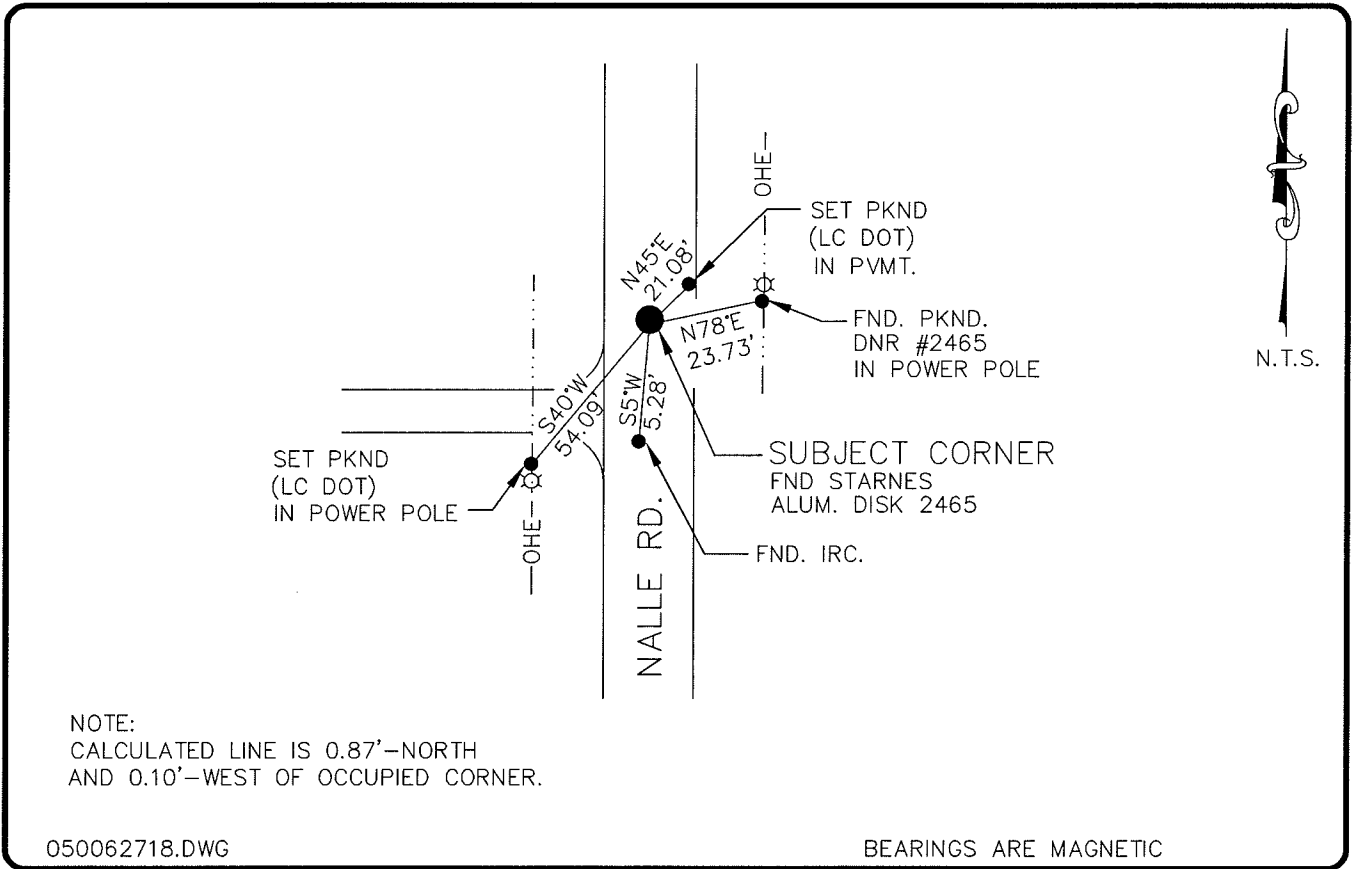 OHE
SET PKND
(LC DOT)
IN PVMT.
N45°E
21.08'
N78°E
23.73'
FND. PKND.
DNR #2465
IN POWER POLE
N.T.S.
S40°W
54.09'
S5°W
5.28'
SUBJECT CORNER
FND STARNES
ALUM. DISK 2465
SET PKND
(LC DOT)
IN POWER POLE
OHE
FND. IRC.
NALLE RD.
NOTE:
CALCULATED LINE IS 0.87'-NORTH
AND 0.10'-WEST OF OCCUPIED CORNER.
050062718.DWG
BEARINGS ARE MAGNETIC